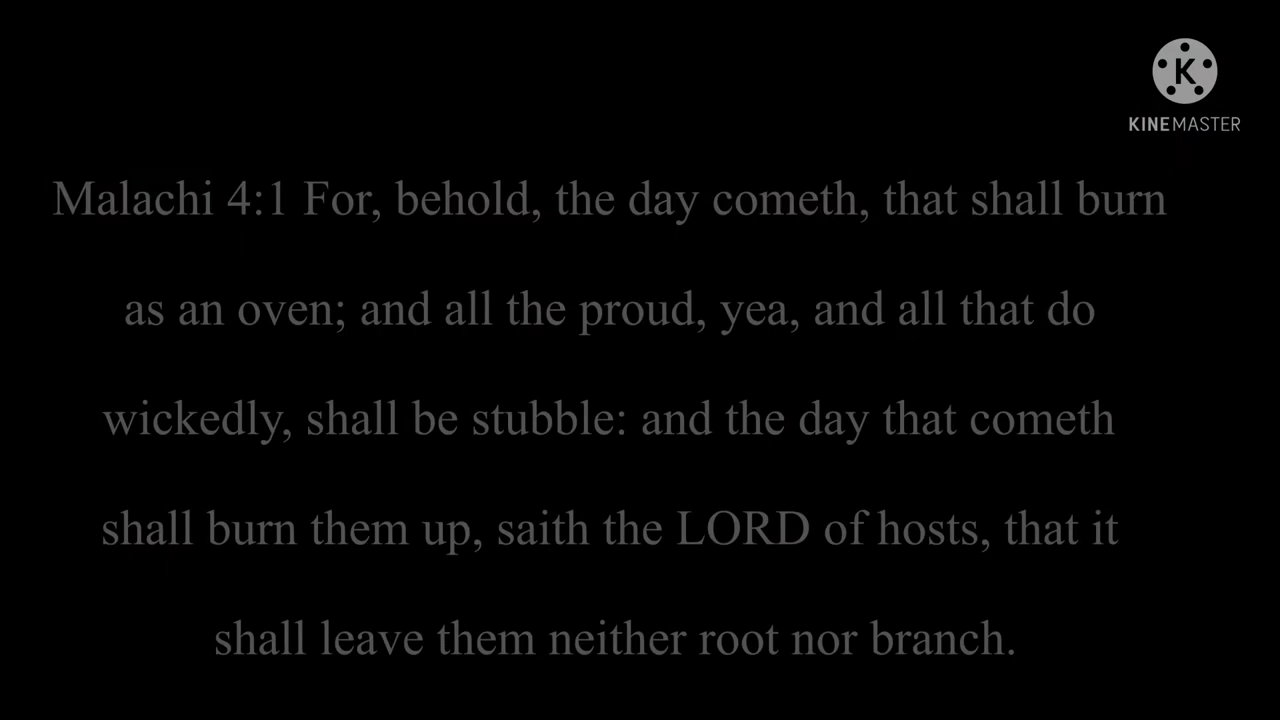 K
KINEMASTER
Malachi 4:1 For, behold, the day cometh, that shall burn
as an oven; and all the proud, yea, and all that do
wickedly, shall be stubble: and the day that cometh
shall burn them up, saith the LORD of hosts, that it
shall leave them neither root nor branch.